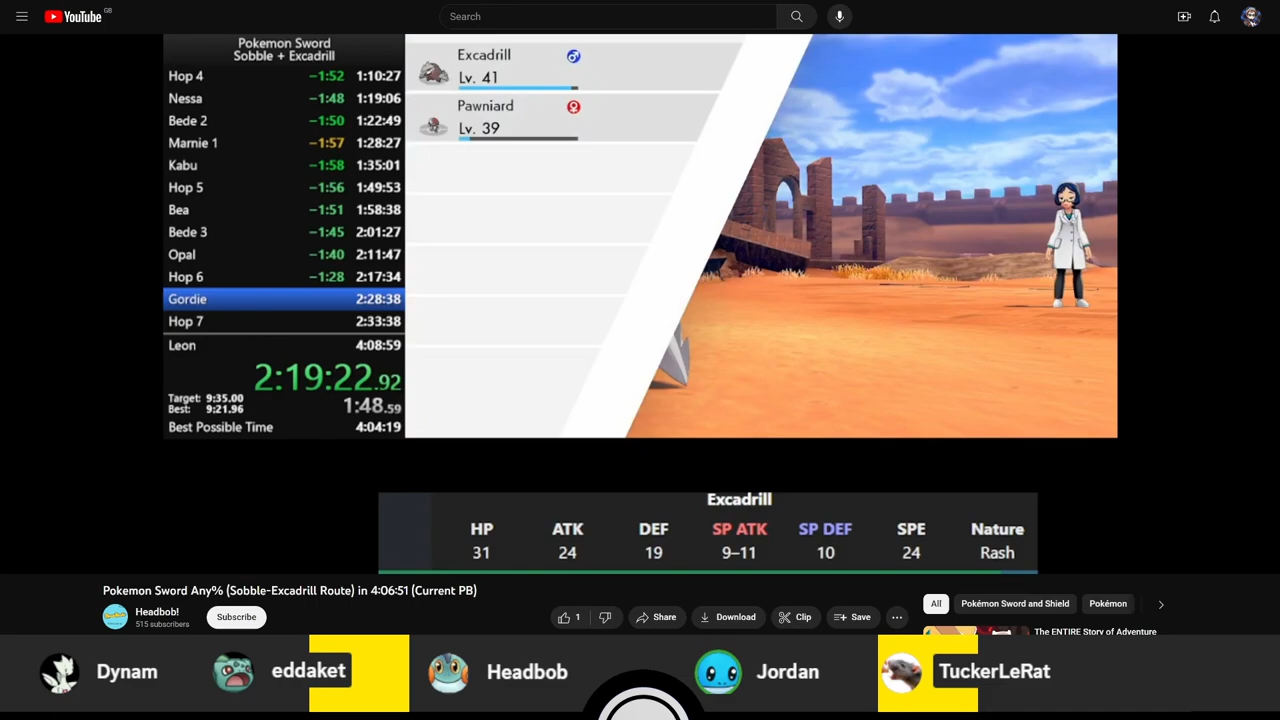 YouTube GB
Search
Pokemon Sword
Sobble + Excadrill
Hop 4 −1:52 1:10:27
Nessa −1:48 1:19:06
Bede 2 −1:50 1:22:49
Marnie 1 −1:57 1:28:27
Kabu −1:58 1:35:01
Hop 5 −1:56 1:49:53
Bea −1:51 1:58:38
Bede 3 −1:45 2:01:27
Opal −1:40 2:11:47
Hop 6 −1:28 2:17:34
Gordie 2:28:38
Hop 7 2:33:38
Leon 4:08:59
2:19:22.92
Target: 9:35.00
Best: 9:21.96
1:48.59
Best Possible Time 4:04:19
Excadrill
Lv. 41
Pawniard
Lv. 39
Excadrill
HP ATK DEF SP ATK SP DEF SPE Nature
31 24 19 9–11 10 24 Rash
Pokemon Sword Any% (Sobble-Excadrill Route) in 4:06:51 (Current PB)
Headbob!
515 subscribers
Subscribe
1
Share
Download
Clip
Save
All
Pokémon Sword and Shield
Pokémon
The ENTIRE Story of Adventure
Dynam
eddaket
Headbob
Jordan
TuckerLeRat